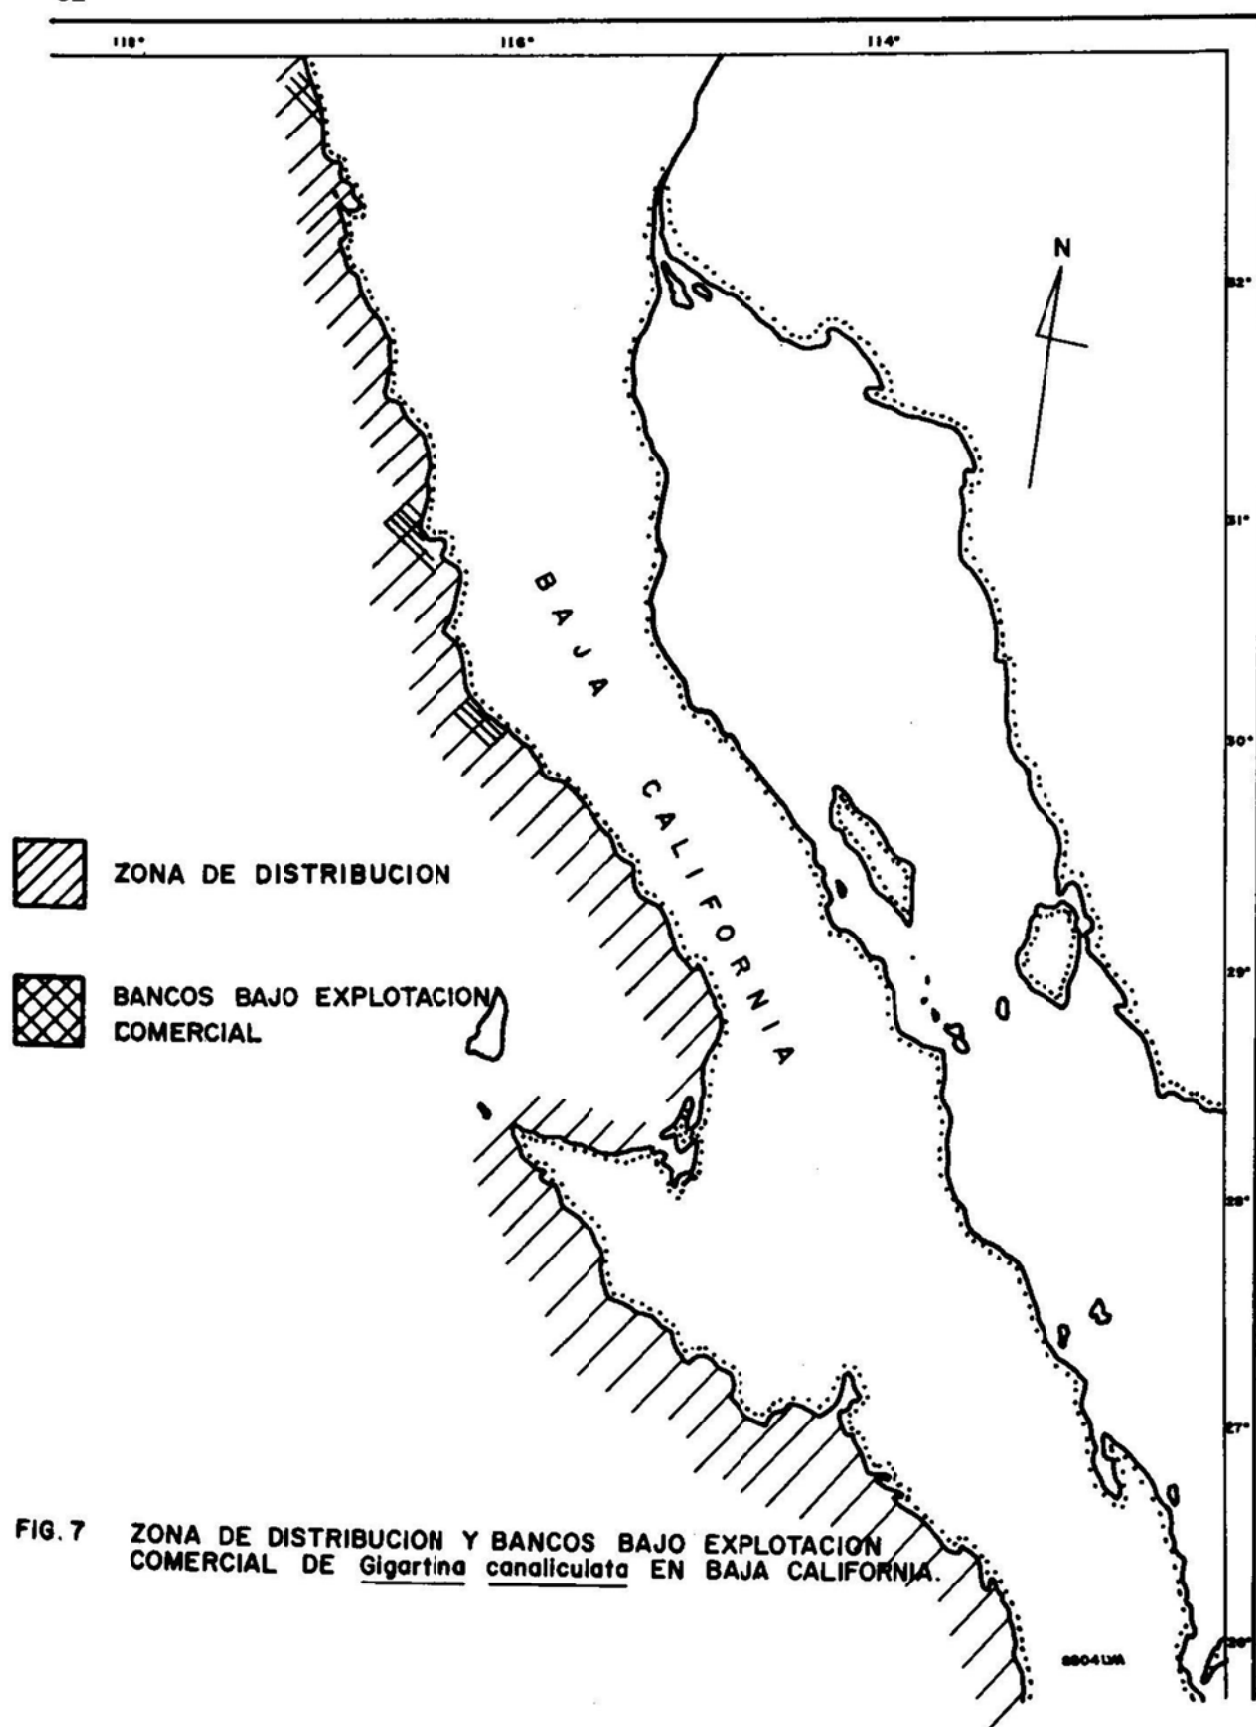 118° 116° 114°
N
32°
31°
BAJA
30°
CALIFORNIA
ZONA DE DISTRIBUCION
29°
BANCOS BAJO EXPLOTACION
COMERCIAL
28°
27°
FIG. 7 ZONA DE DISTRIBUCION Y BANCOS BAJO EXPLOTACION
COMERCIAL DE Gigartina canaliculata EN BAJA CALIFORNIA.
26°